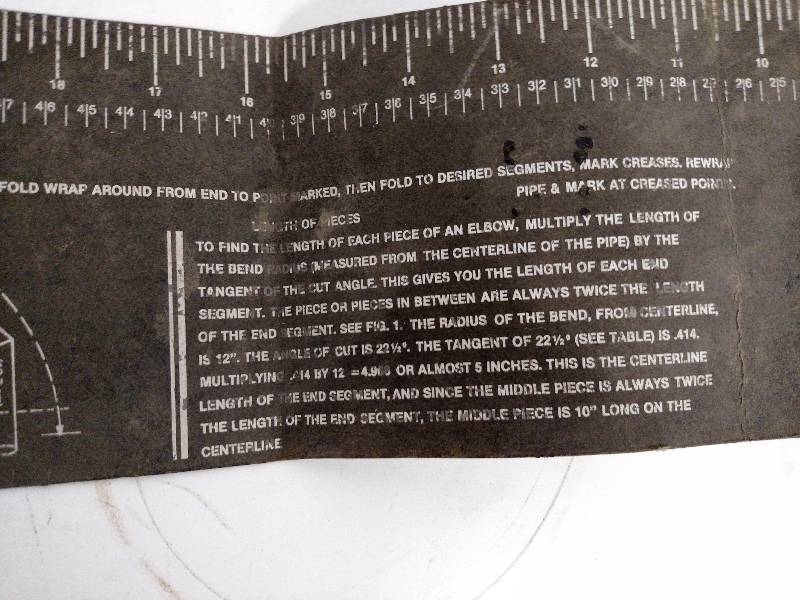 18 17 16 15 14 13 12 11 10
7 46 45 44 43 42 41 4 39 38 37 36 35 34 33 32 31 30 29 28 27 26 25
FOLD WRAP AROUND FROM END TO POINT MARKED, THEN FOLD TO DESIRED SEGMENTS, MARK CREASES. REWRAP
PIPE & MARK AT CREASED POINTS.
LENGTH OF PIECES
TO FIND THE LENGTH OF EACH PIECE OF AN ELBOW, MULTIPLY THE LENGTH OF
THE BEND RADIUS (MEASURED FROM THE CENTERLINE OF THE PIPE) BY THE
TANGENT OF THE CUT ANGLE. THIS GIVES YOU THE LENGTH OF EACH END
SEGMENT. THE PIECE OR PIECES IN BETWEEN ARE ALWAYS TWICE THE LENGTH
OF THE END SEGMENT. SEE FIG. 1. THE RADIUS OF THE BEND, FROM CENTERLINE,
IS 12". THE ANGLE OF CUT IS 22½°. THE TANGENT OF 22½° (SEE TABLE) IS .414.
MULTIPLYING .414 BY 12 = 4.968 OR ALMOST 5 INCHES. THIS IS THE CENTERLINE
LENGTH OF THE END SEGMENT, AND SINCE THE MIDDLE PIECE IS ALWAYS TWICE
THE LENGTH OF THE END SEGMENT, THE MIDDLE PIECE IS 10" LONG ON THE
CENTERLINE